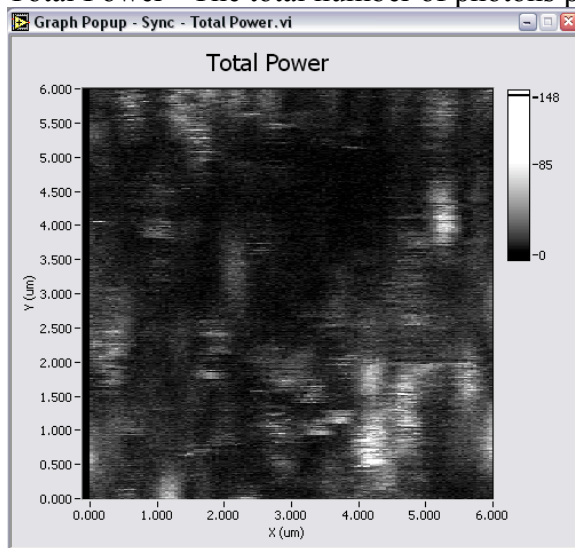 Total Power - The total number of photons p
Graph Popup - Sync - Total Power.vi
Total Power
6.000
5.500
5.000
4.500
4.000
3.500
3.000
2.500
2.000
1.500
1.000
0.500
0.000
Y (um)
0.000 1.000 2.000 3.000 4.000 5.000 6.000
X (um)
148
85
0